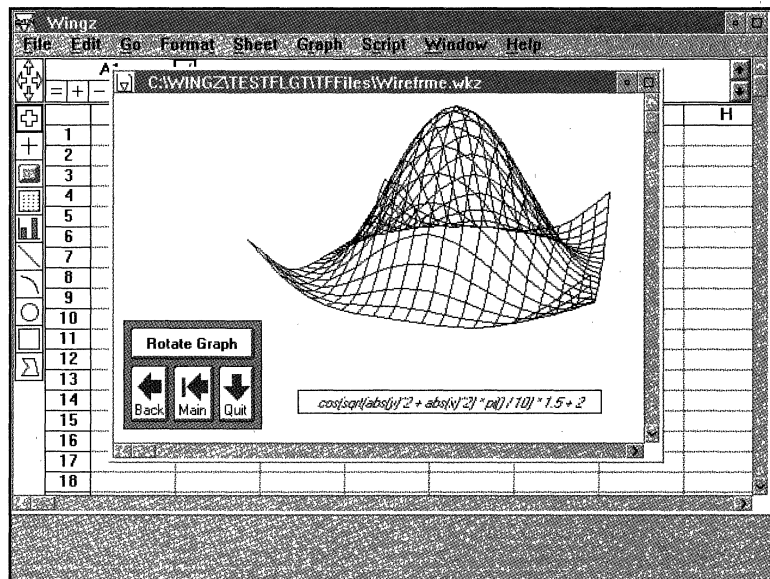 Wingz
File Edit Go Format Sheet Graph Script Window Help
C:\WINGZ\TESTFLGT\TFFiles\Wirefrme.wkz
= + −
H
1
2
3
4
5
6
7
8
9
10
11
12
13
14
15
16
17
18
Rotate Graph
Back Main Quit
cos(sqrt(abs(y)^2 + abs(x)^2) * pi() / 10) * 1.5 + 2